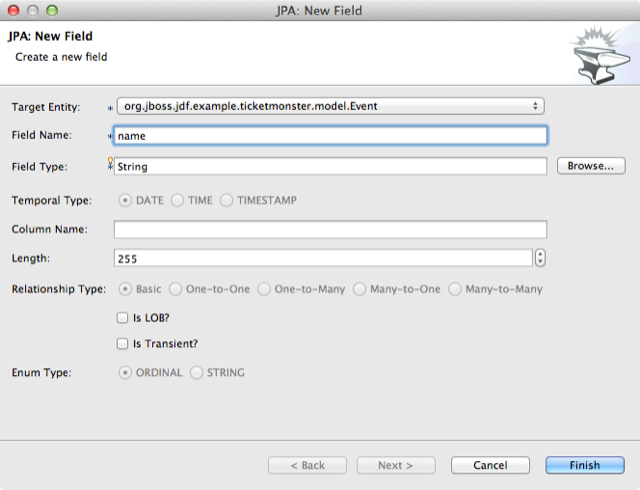 JPA: New Field
JPA: New Field
Create a new field
Target Entity: * org.jboss.jdf.example.ticketmonster.model.Event
Field Name: * name
Field Type: * String Browse...
Temporal Type: DATE TIME TIMESTAMP
Column Name:
Length: 255
Relationship Type: Basic One-to-One One-to-Many Many-to-One Many-to-Many
Is LOB?
Is Transient?
Enum Type: ORDINAL STRING
< Back Next > Cancel Finish